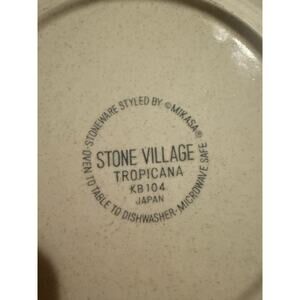 STONEWARE STYLED BY ©MIKASA®
STONE VILLAGE
TROPICANA
KB104
JAPAN
OVEN TO TABLE TO DISHWASHER-MICROWAVE SAFE